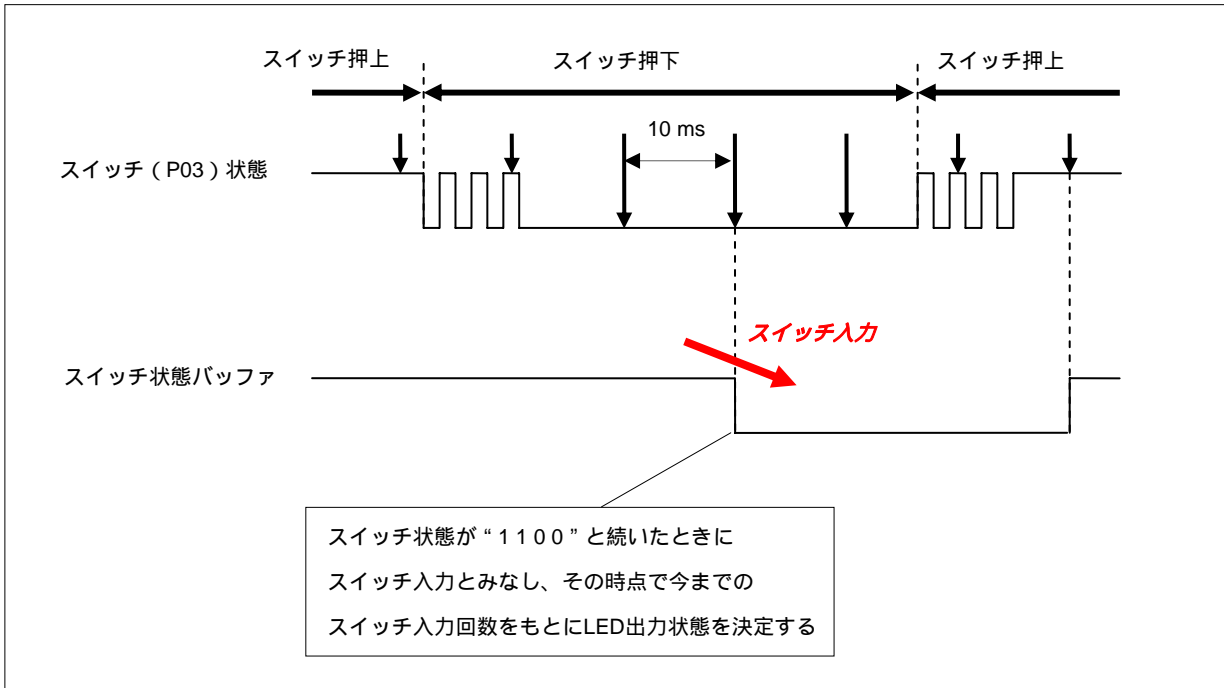 スイッチ押上
スイッチ押下
スイッチ押上
10 ms
スイッチ(P03)状態
スイッチ入力
スイッチ状態バッファ
スイッチ状態が“1100”と続いたときに
スイッチ入力とみなし、その時点で今までの
スイッチ入力回数をもとにLED出力状態を決定する